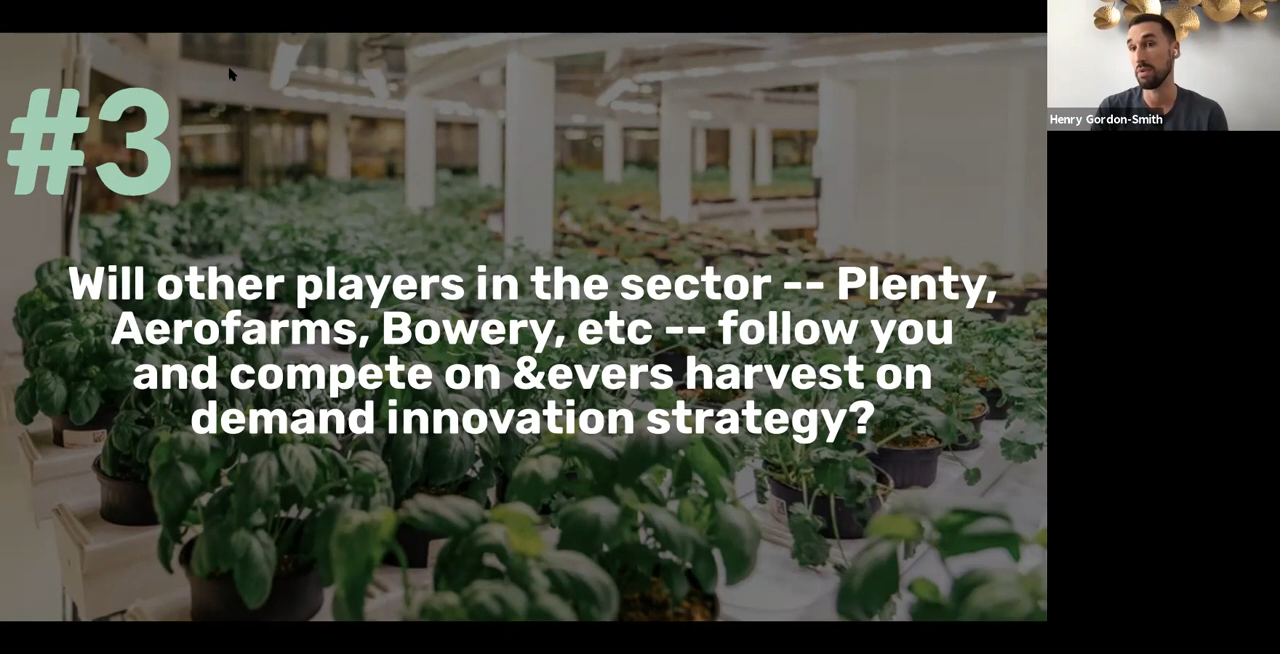 #3
Will other players in the sector -- Plenty,
Aerofarms, Bowery, etc -- follow you
and compete on &evers harvest on
demand innovation strategy?
Henry Gordon-Smith